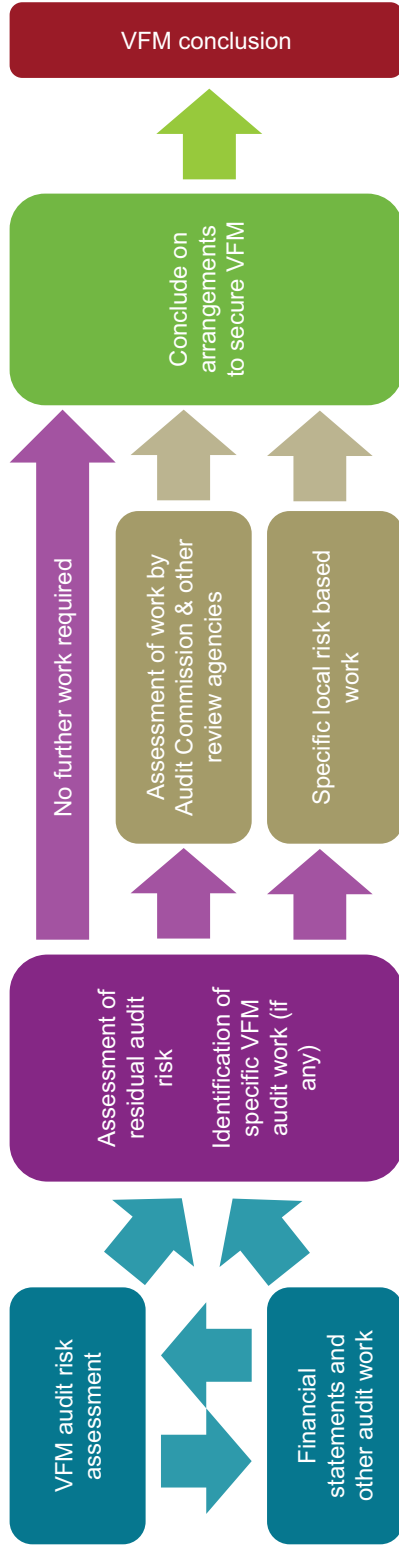 VFM audit risk
assessment
Financial
statements and
other audit work
Assessment of
residual audit
risk
Identification of
specific VFM
audit work (if
any)
No further work required
Assessment of work by
Audit Commission & other
review agencies
Specific local risk based
work
Conclude on
arrangements
to secure VFM
VFM conclusion